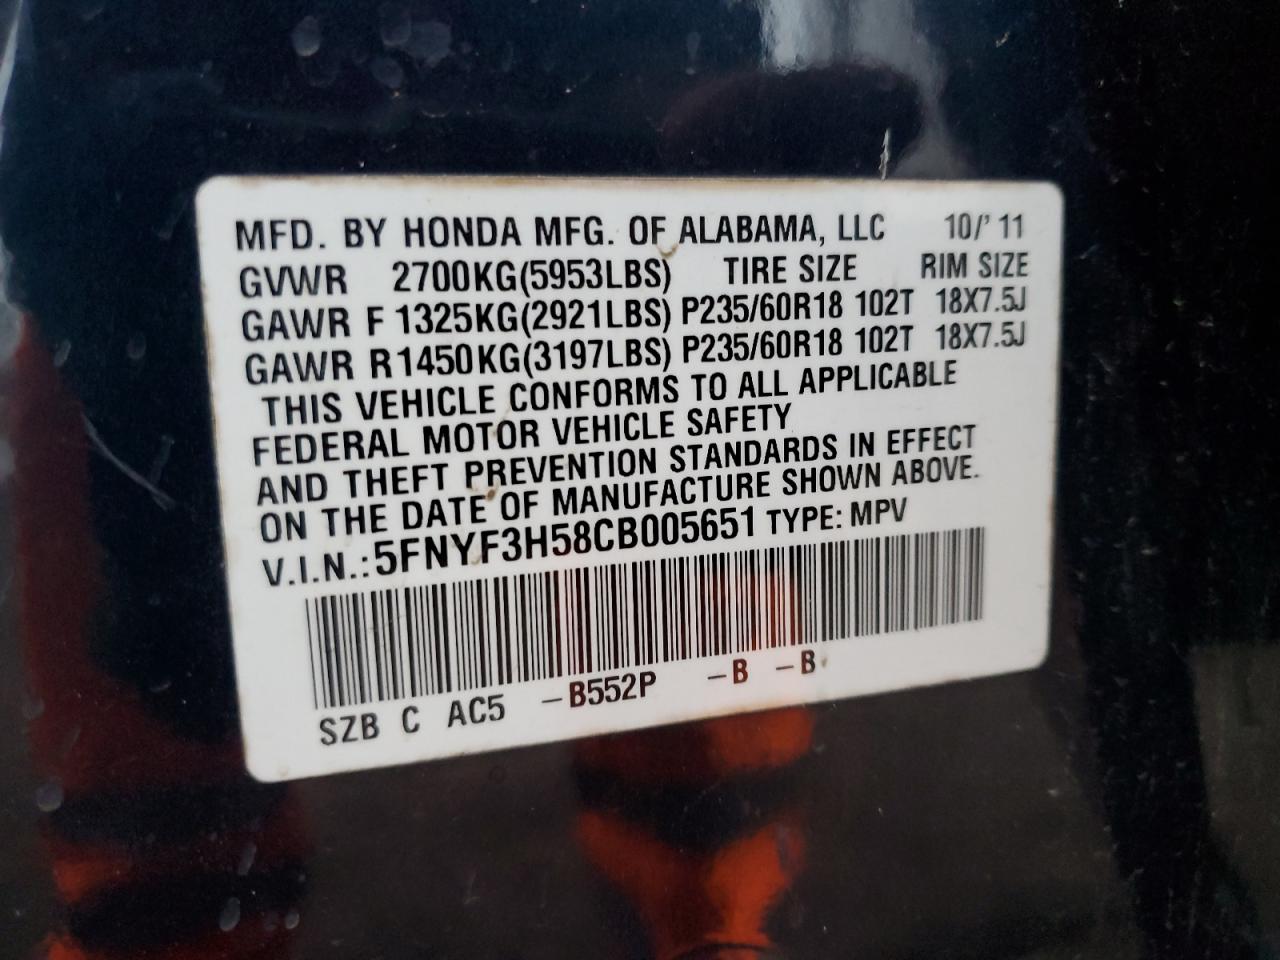 MFD. BY HONDA MFG. OF ALABAMA, LLC 10/' 11
GVWR 2700KG(5953LBS) TIRE SIZE RIM SIZE
GAWR F 1325KG(2921LBS) P235/60R18 102T 18X7.5J
GAWR R 1450KG(3197LBS) P235/60R18 102T 18X7.5J
THIS VEHICLE CONFORMS TO ALL APPLICABLE
FEDERAL MOTOR VEHICLE SAFETY
AND THEFT PREVENTION STANDARDS IN EFFECT
ON THE DATE OF MANUFACTURE SHOWN ABOVE.
V.I.N.: 5FNYF3H58CB005651 TYPE: MPV
SZB C AC5 -B552P -B -B